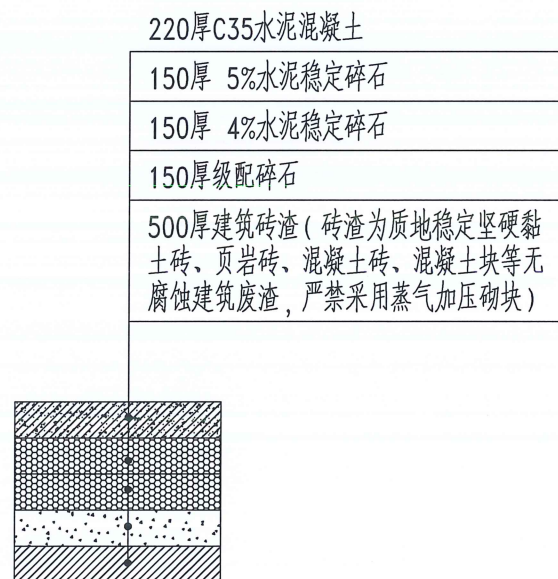 220厚C35水泥混凝土
150厚 5%水泥稳定碎石
150厚 4%水泥稳定碎石
150厚级配碎石
500厚建筑砖渣(砖渣为质地稳定坚硬黏
土砖、页岩砖、混凝土砖、混凝土块等无
腐蚀建筑废渣,严禁采用蒸气加压砌块)